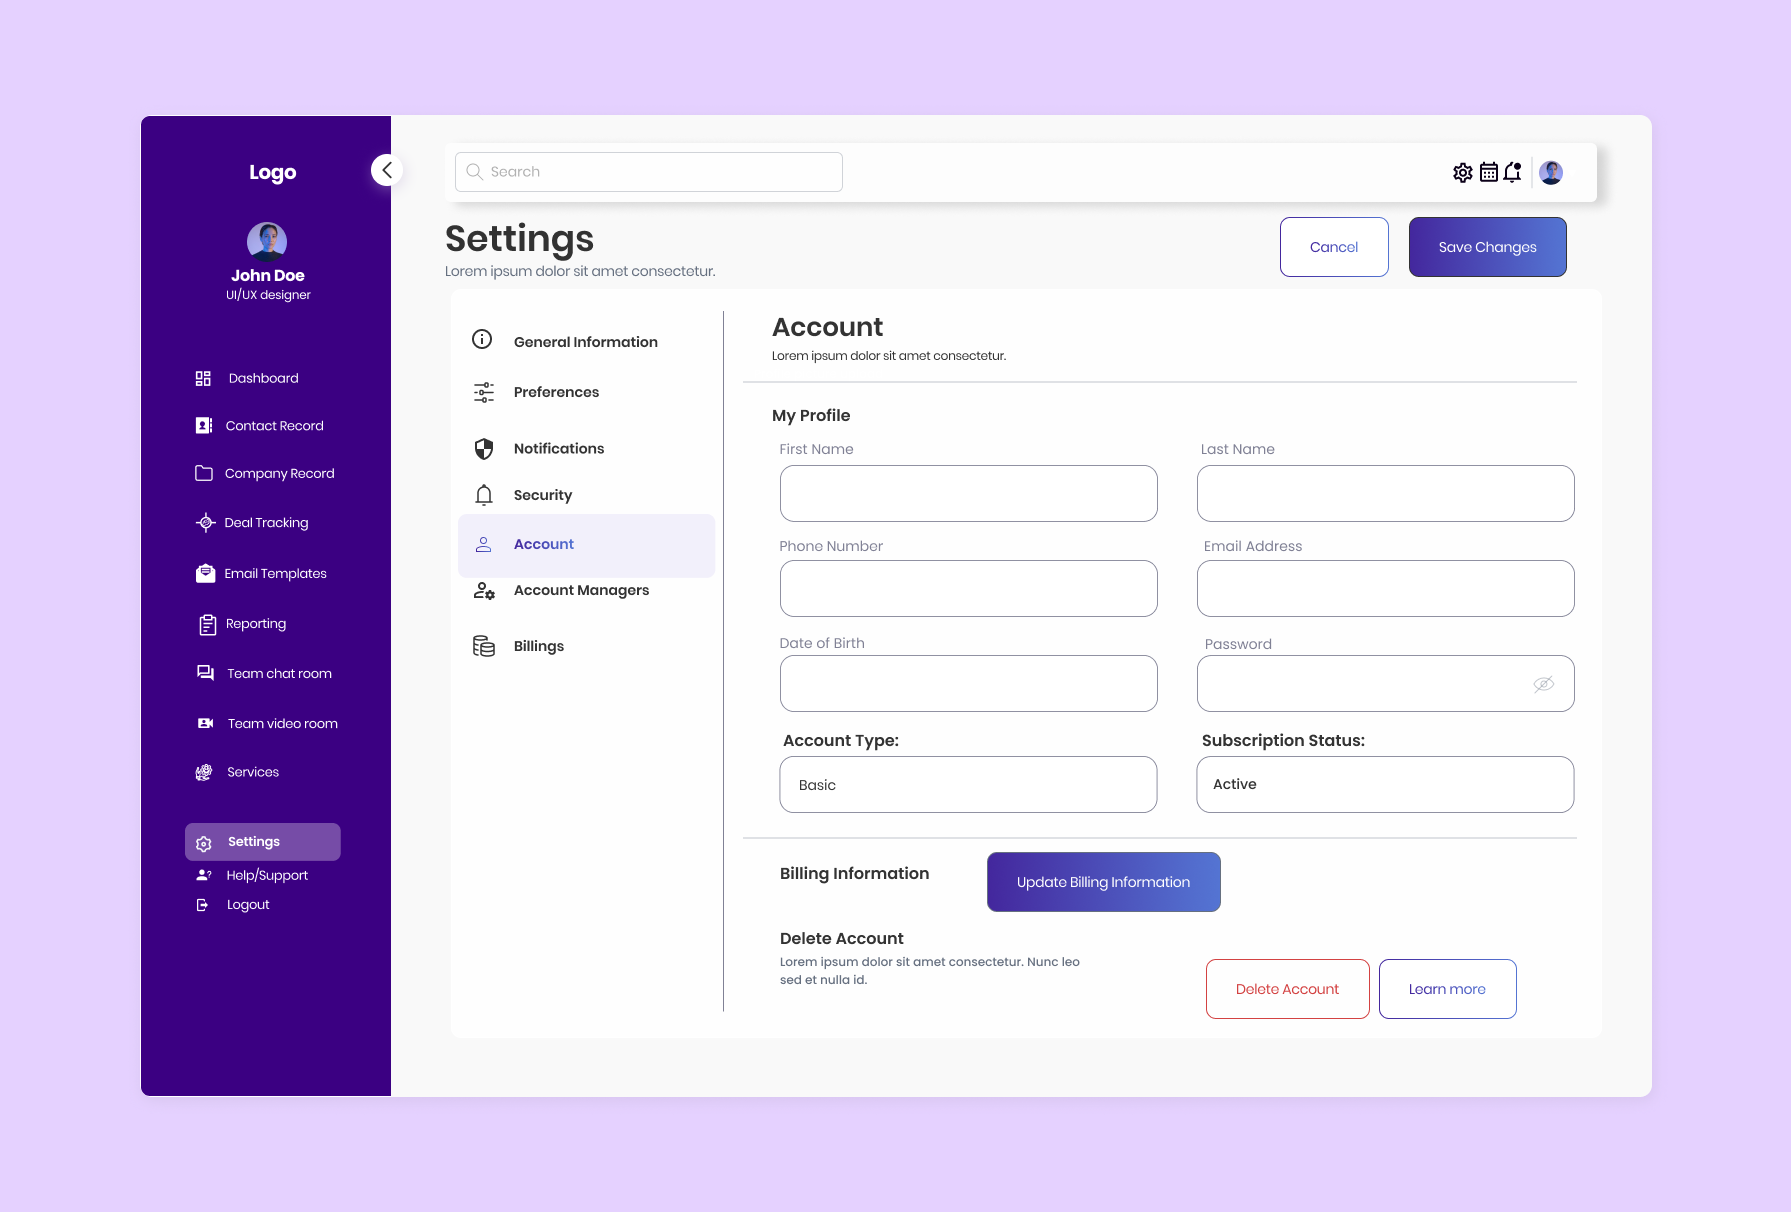 Logo
John Doe
UI/UX designer
Dashboard
Contact Record
Company Record
Deal Tracking
Email Templates
Reporting
Team chat room
Team video room
Services
Settings
Help/Support
Logout
Search
Settings
Lorem ipsum dolor sit amet consectetur.
Cancel
Save Changes
General Information
Preferences
Notifications
Security
Account
Account Managers
Billings
Account
Lorem ipsum dolor sit amet consectetur.
My Profile
First Name
Last Name
Phone Number
Email Address
Date of Birth
Password
Account Type:
Subscription Status:
Basic
Active
Billing Information
Update Billing Information
Delete Account
Lorem ipsum dolor sit amet consectetur. Nunc leo
sed et nulla id.
Delete Account
Learn more